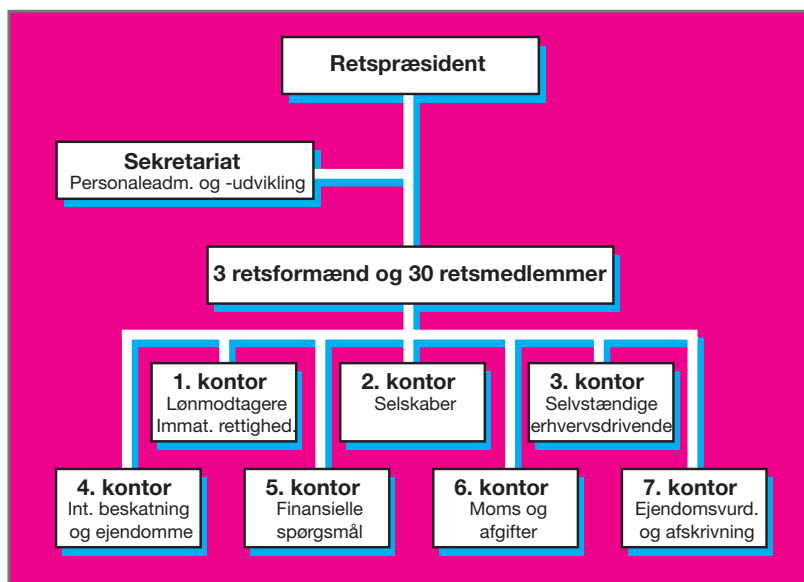 Retspræsident
Sekretariat
Personaleadm. og -udvikling
3 retsformænd og 30 retsmedlemmer
1. kontor
Lønmodtagere
Immat. rettighed.
2. kontor
Selskaber
3. kontor
Selvstændige
erhvervsdrivende
4. kontor
Int. beskatning
og ejendomme
5. kontor
Finansielle
spørgsmål
6. kontor
Moms og
afgifter
7. kontor
Ejendomsvurd.
og afskrivning